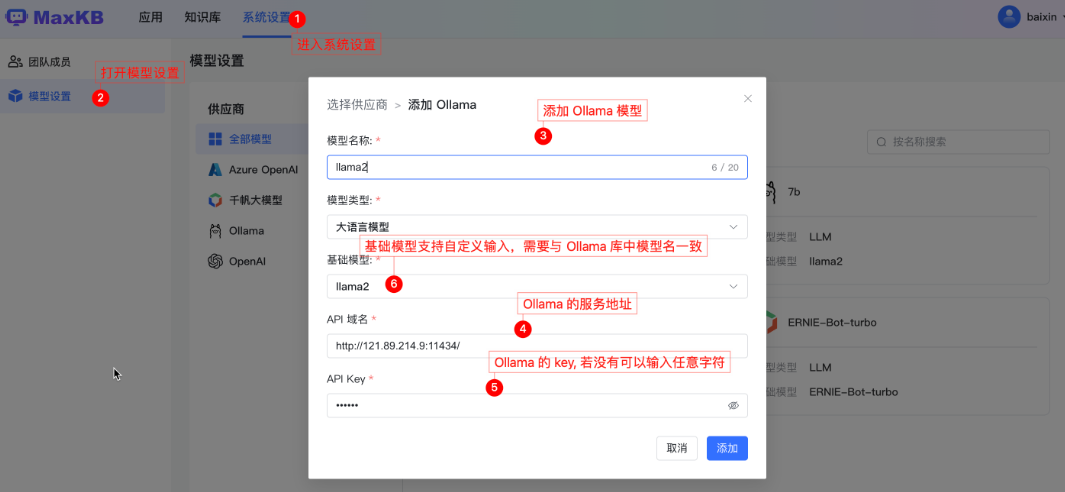 MaxKB 应用 知识库 系统设置 1 baixin
进入系统设置
团队成员
打开模型设置
模型设置
模型设置 2
供应商
全部模型
Azure OpenAI
千帆大模型
Ollama
OpenAI
选择供应商 > 添加 Ollama
添加 Ollama 模型
3
模型名称: *
llama2 6 / 20
模型类型: *
大语言模型
基础模型支持自定义输入，需要与 Ollama 库中模型名一致
基础模型: *
6
llama2
Ollama 的服务地址
API 域名 *
4
http://121.89.214.9:11434/
Ollama 的 key, 若没有可以输入任意字符
API Key *
5
••••••
取消 添加
按名称搜索
7b
型类型 LLM
础模型 llama2
ERNIE-Bot-turbo
型类型 LLM
础模型 ERNIE-Bot-turbo